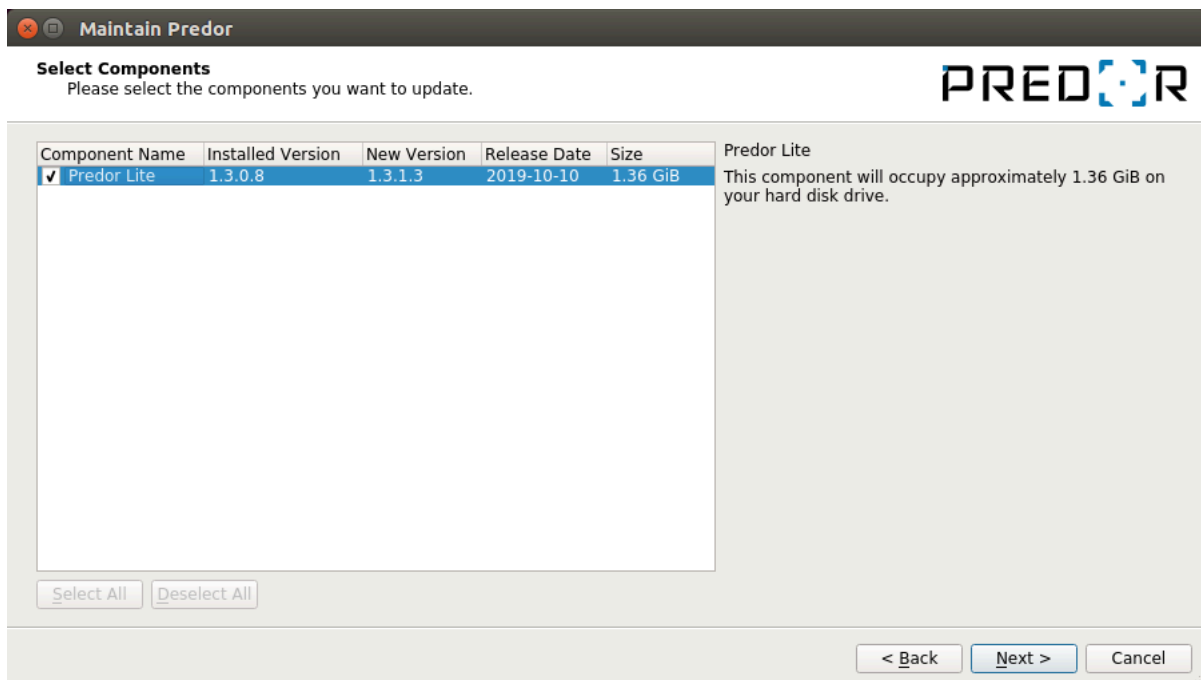 Maintain Predor
Select Components
Please select the components you want to update.
PREDOR
Component Name Installed Version New Version Release Date Size
Predor Lite 1.3.0.8 1.3.1.3 2019-10-10 1.36 GiB
Predor Lite
This component will occupy approximately 1.36 GiB on
your hard disk drive.
Select All Deselect All
< Back Next > Cancel